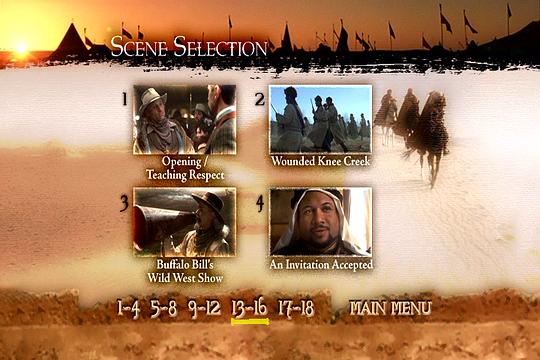 SCENE SELECTION
1
2
Opening /
Teaching Respect
Wounded Knee Creek
3
4
Buffalo Bill's
Wild West Show
An Invitation Accepted
1-4 5-8 9-12 13-16 17-18 MAIN MENU